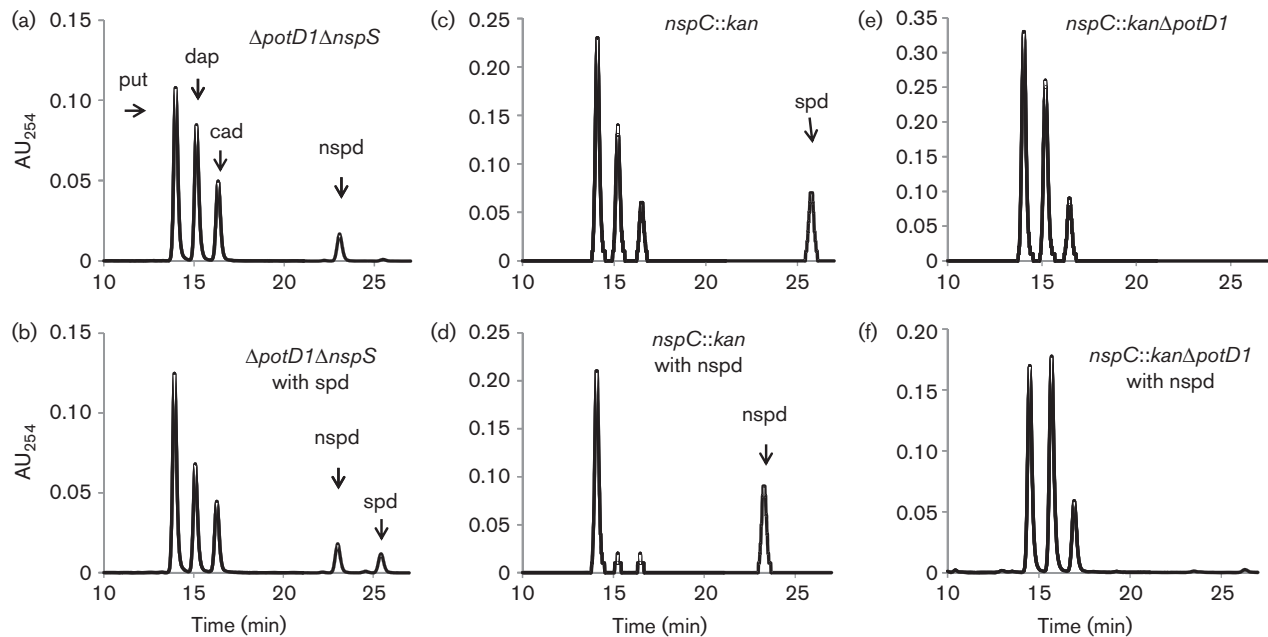 (a)
0.15
0.10
0.05
0
AU254
10
15
20
25
ΔpotD1ΔnspS
put
dap
cad
nspd
(b)
0.15
0.10
0.05
0
AU254
10
15
20
25
Time (min)
ΔpotD1ΔnspS
with spd
nspd
spd
(c)
0.25
0.20
0.15
0.10
0.05
0
10
15
20
25
nspC::kan
spd
(d)
0.25
0.20
0.15
0.10
0.05
0
10
15
20
25
Time (min)
nspC::kan
with nspd
nspd
(e)
0.35
0.30
0.25
0.20
0.15
0.10
0.05
0
10
15
20
25
nspC::kanΔpotD1
(f)
0.20
0.15
0.10
0.05
0
10
15
20
25
Time (min)
nspC::kanΔpotD1
with nspd